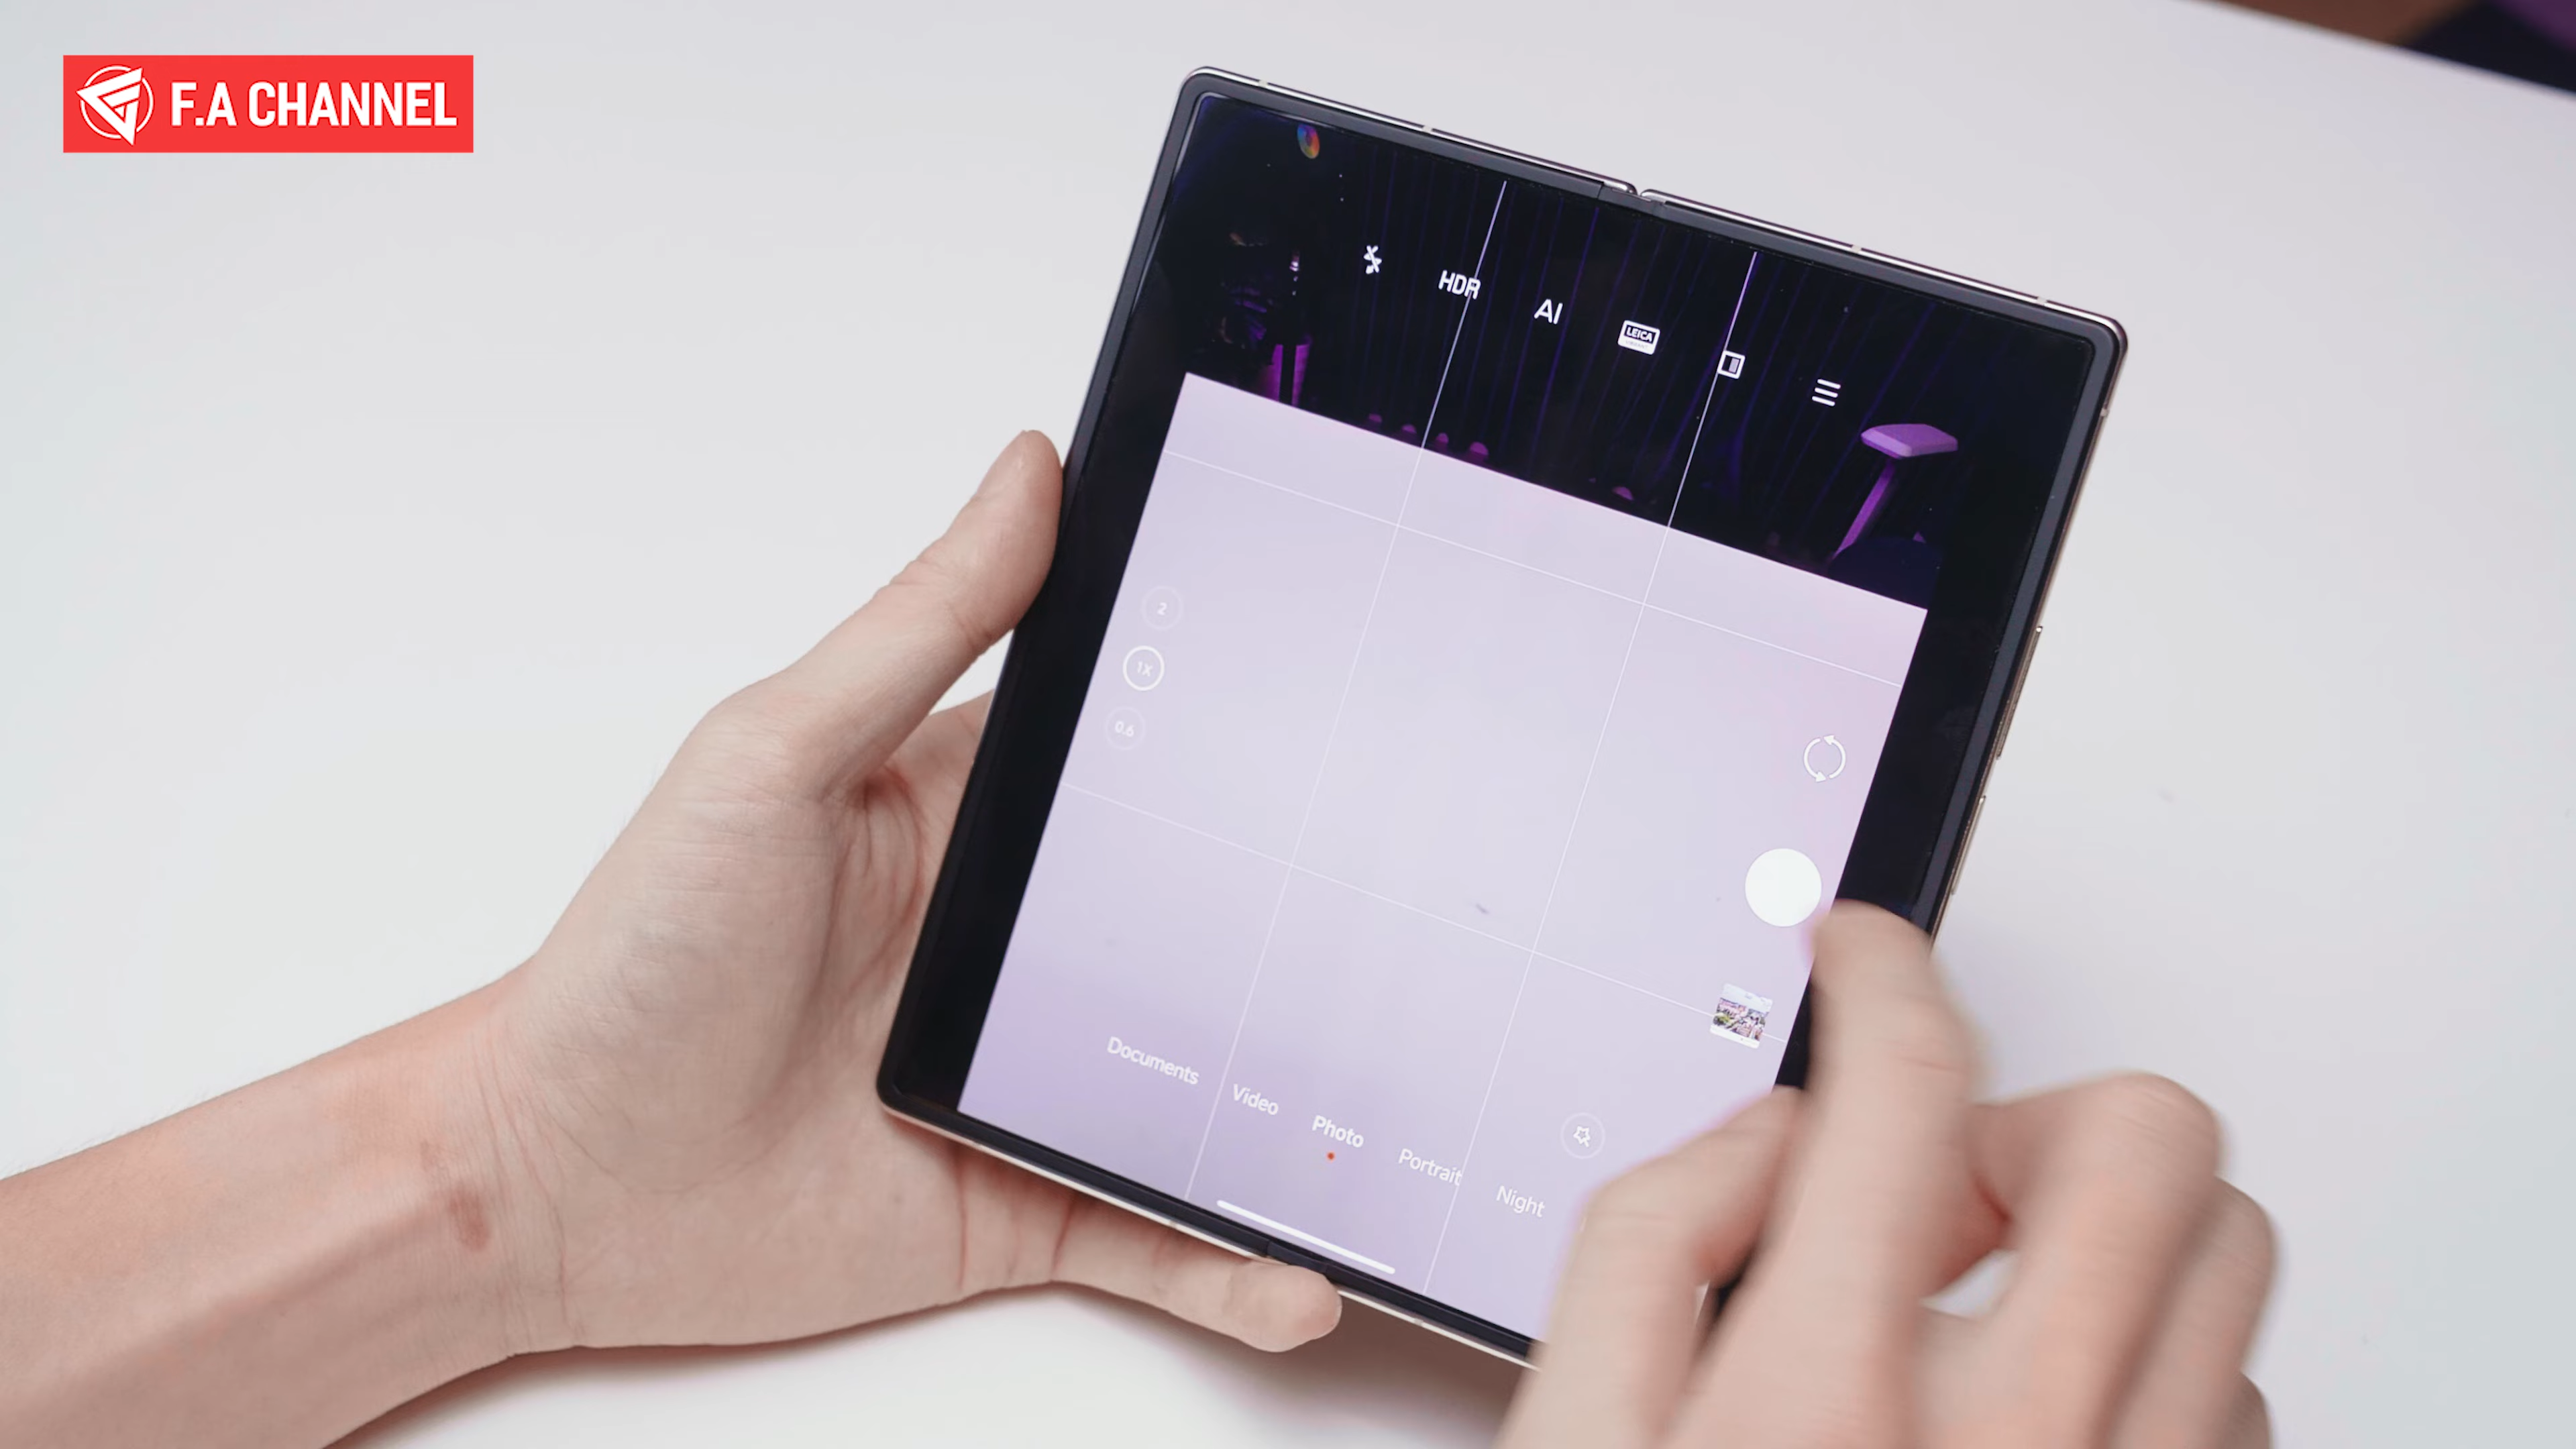 F.A CHANNEL
HDR
AI
LEICA
2
1X
0.6
Documents
Video
Photo
Portrait
Night